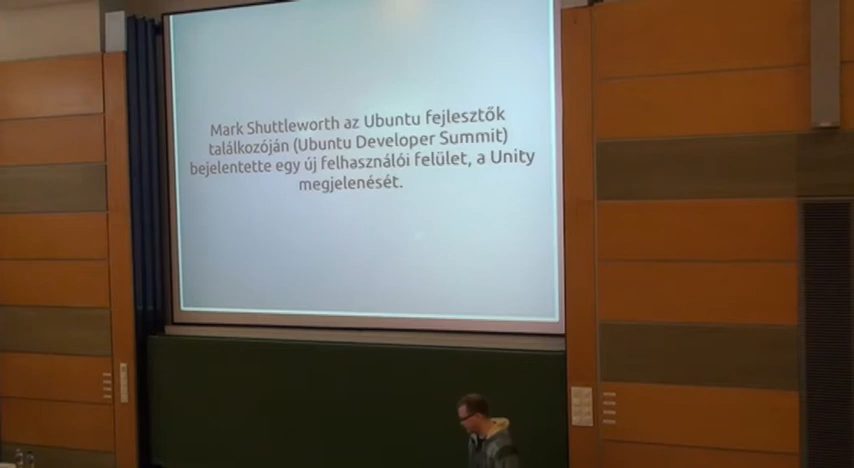 Mark Shuttleworth az Ubuntu fejlesztők
találkozóján (Ubuntu Developer Summit)
bejelentette egy új felhasználói felület, a Unity
megjelenését.